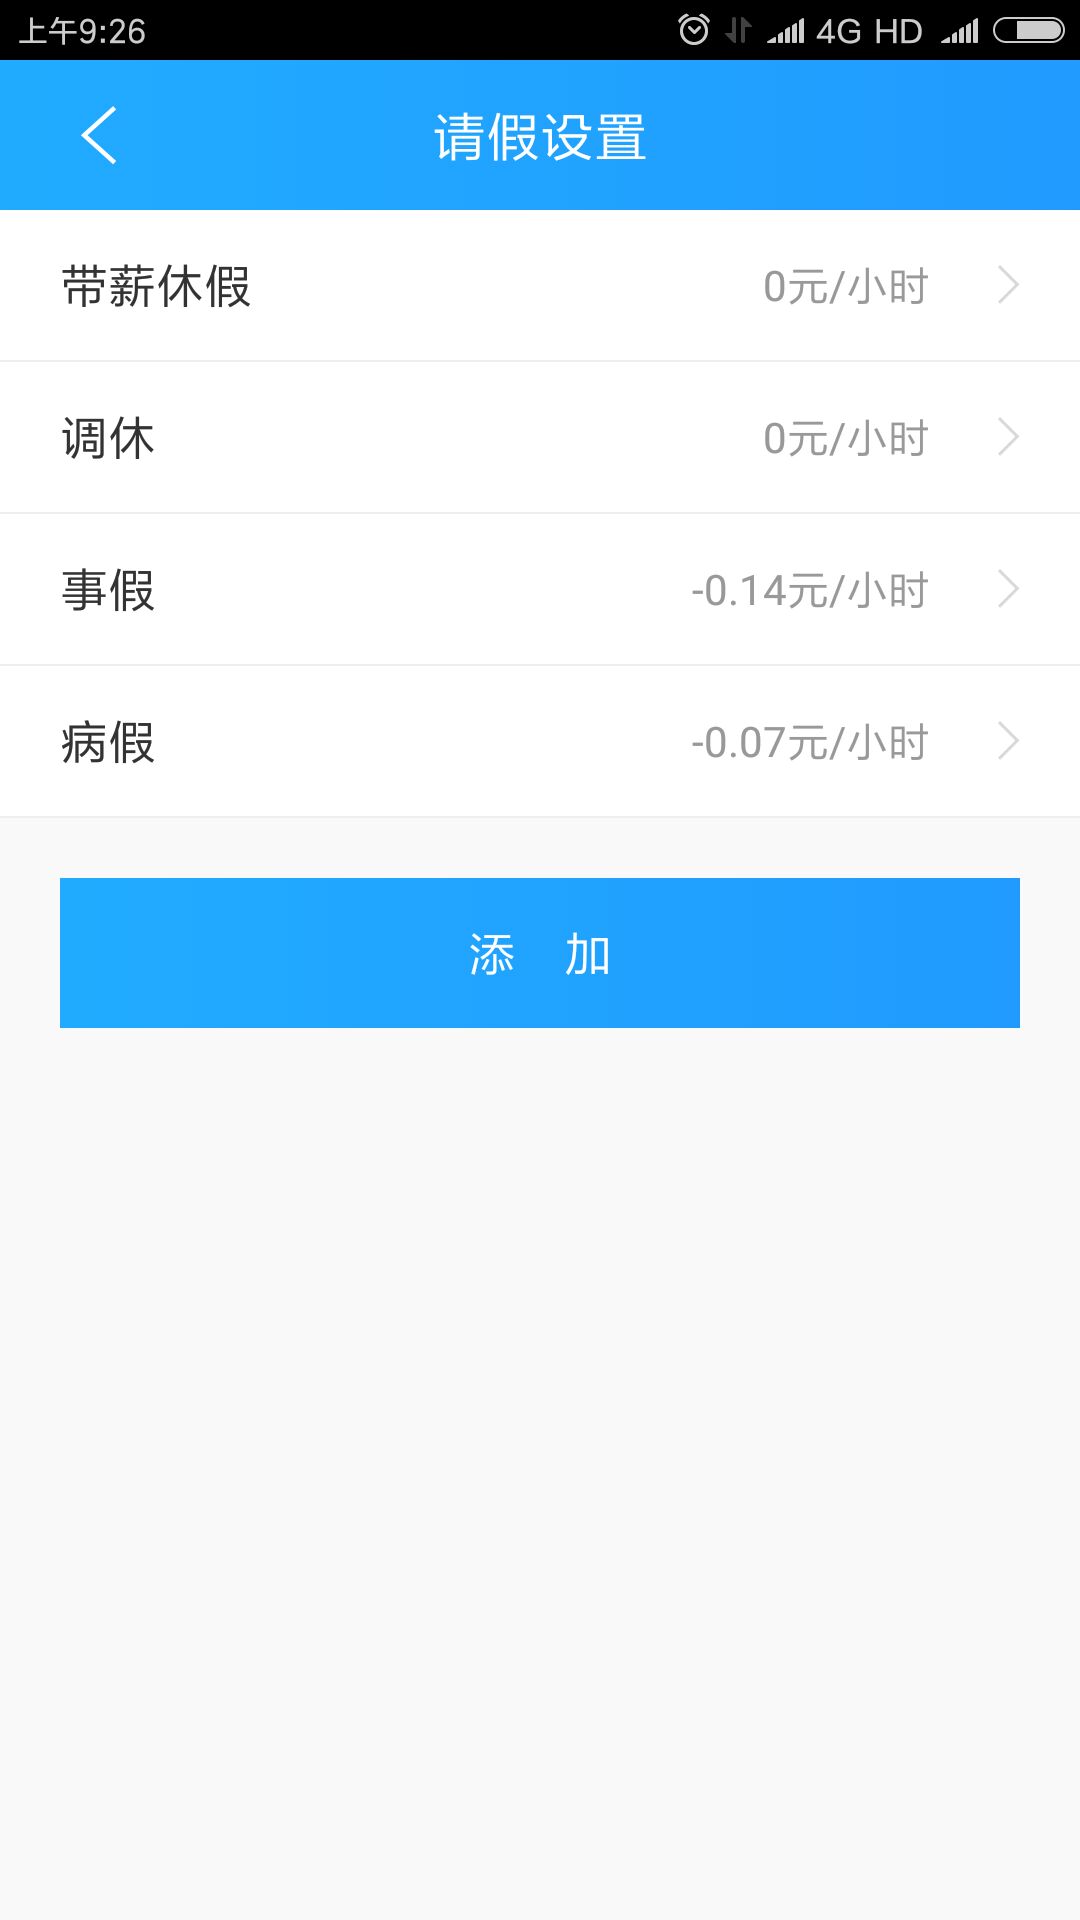 上午9:26 4G HD
请假设置
带薪休假 0元/小时
调休 0元/小时
事假 -0.14元/小时
病假 -0.07元/小时
添 加